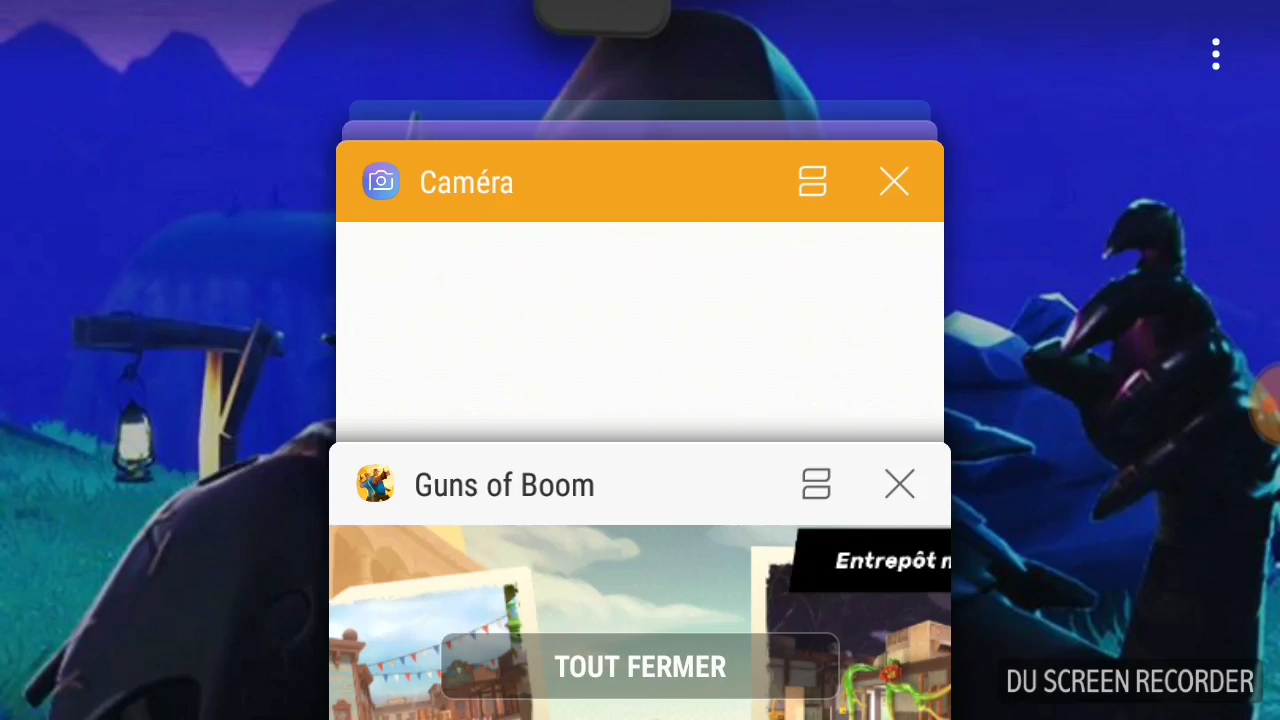 Caméra
Guns of Boom
Entrepôt
TOUT FERMER
DU SCREEN RECORDER